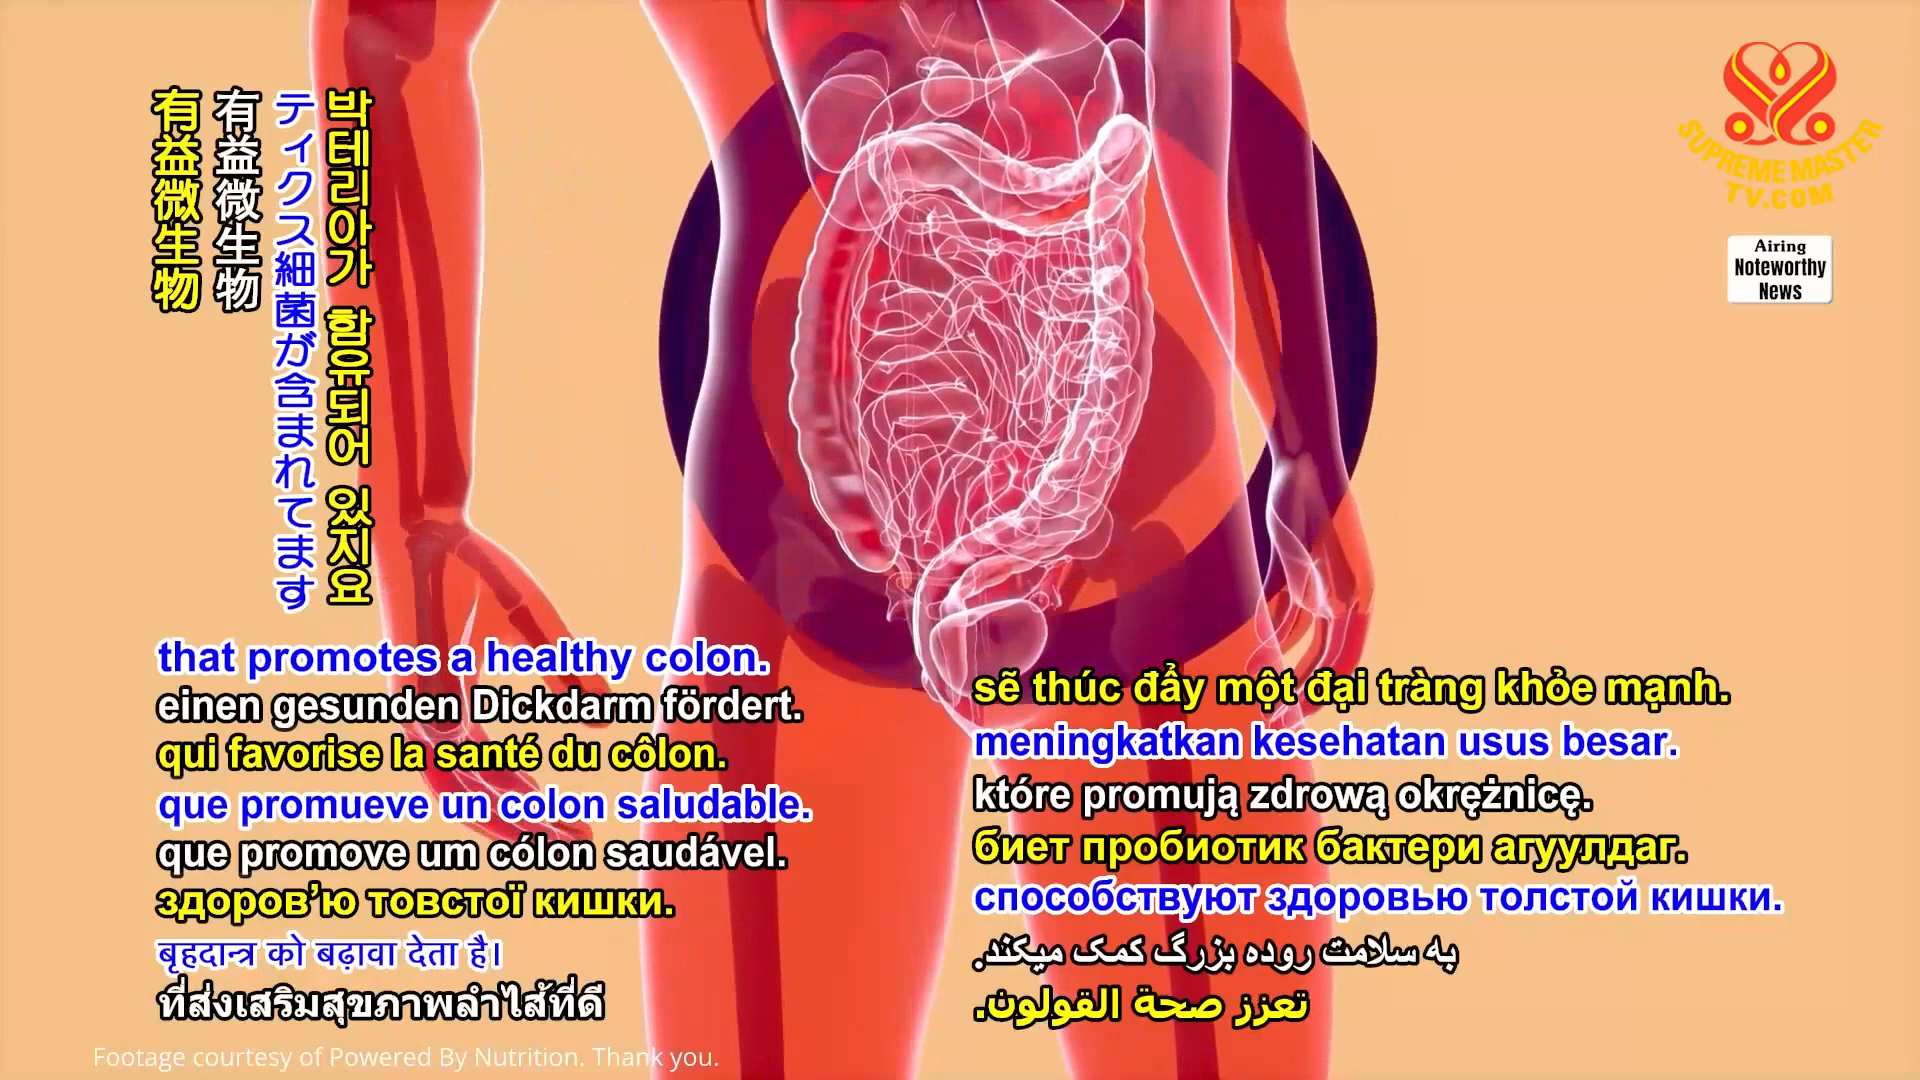 有益微生物
有益微生物
ティクス細菌が含まれてます
박테리아가 함유되어 있지요
SUPREME MASTER
TV.COM
Airing
Noteworthy
News
that promotes a healthy colon.
einen gesunden Dickdarm fördert.
qui favorise la santé du côlon.
que promueve un colon saludable.
que promove um cólon saudável.
здоров’ю товстої кишки.
बृहदान्त्र को बढ़ावा देता है।
ที่ส่งเสริมสุขภาพลำไส้ที่ดี
sẽ thúc đẩy một đại tràng khỏe mạnh.
meningkatkan kesehatan usus besar.
które promują zdrową okrężnicę.
биет пробиотик бактери агуулдаг.
способствуют здоровью толстой кишки.
به سلامت روده بزرگ کمک میکند.
تعزز صحة القولون.
Footage courtesy of Powered By Nutrition. Thank you.